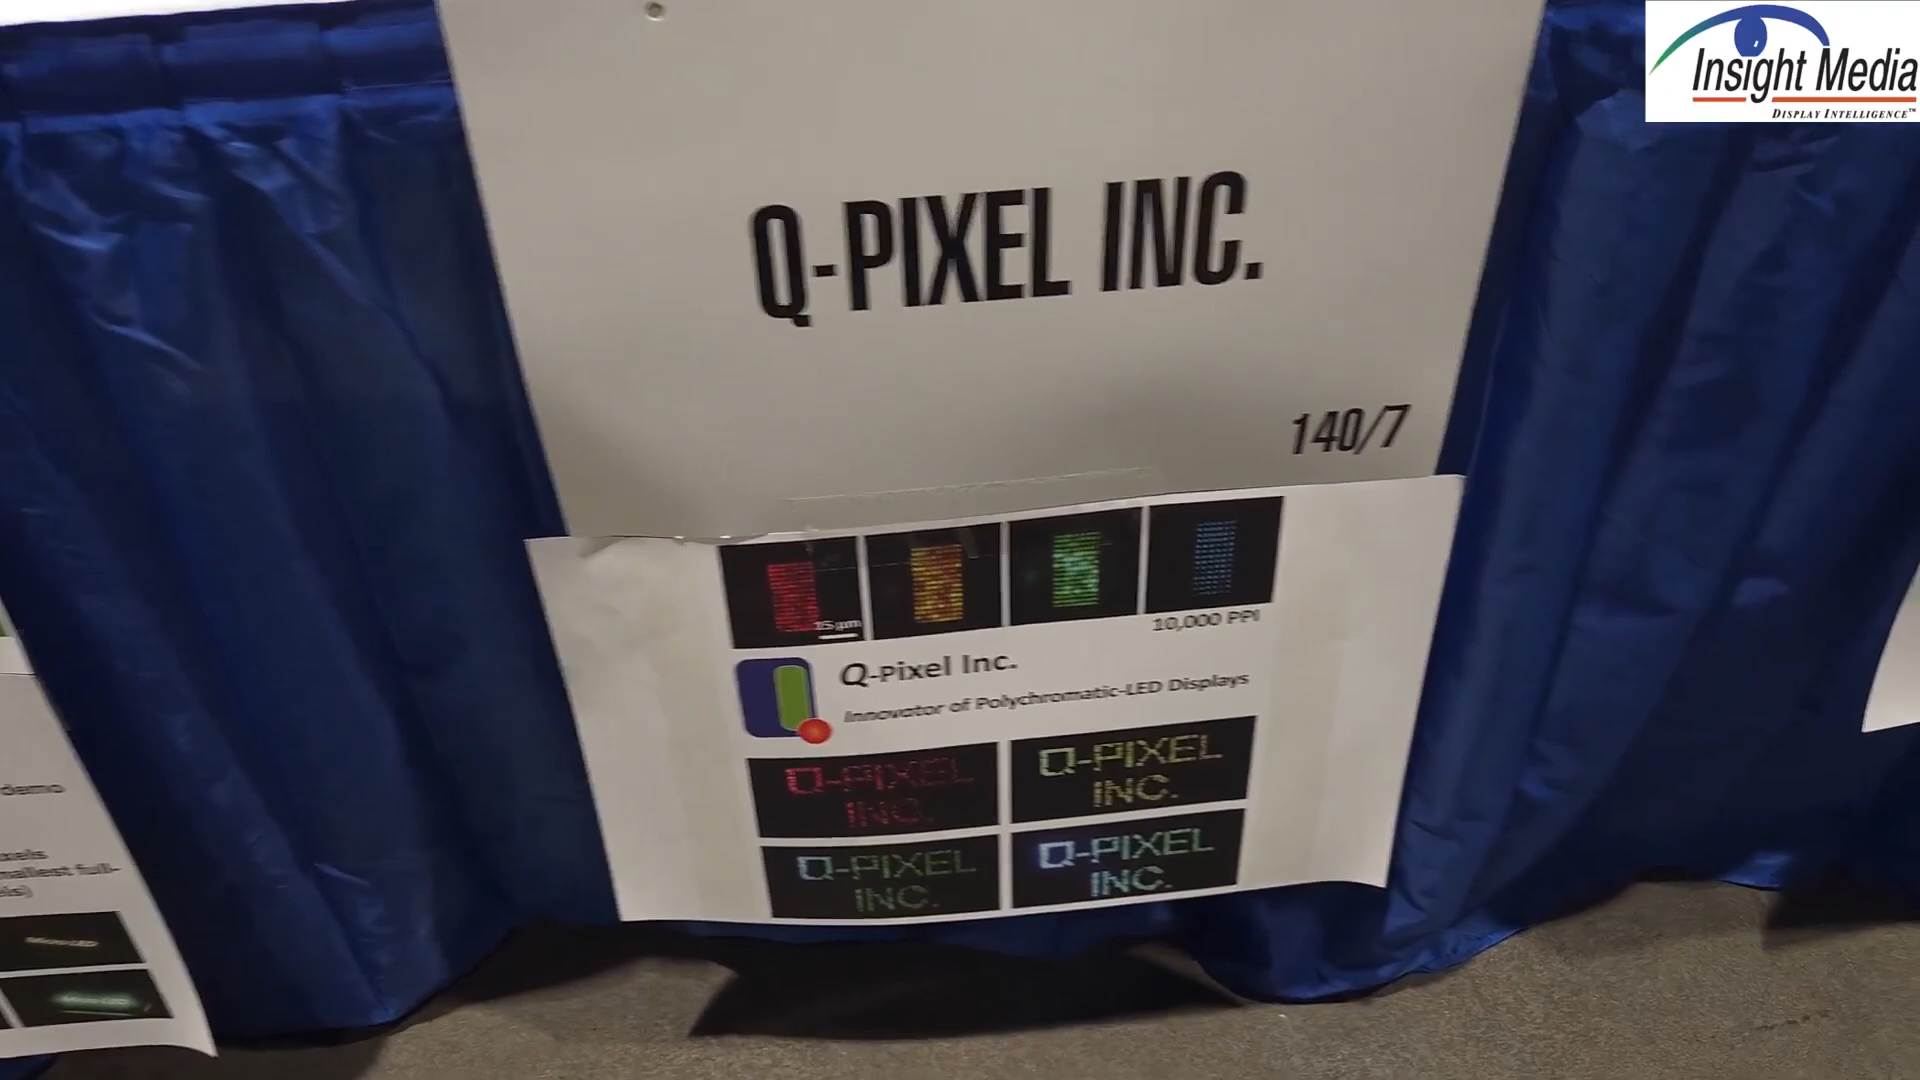 Insight Media
DISPLAY INTELLIGENCE™
Q-PIXEL INC.
140/7
15 µm
10,000 PPI
Q-Pixel Inc.
Innovator of Polychromatic-LED Displays
Q-PIXEL
INC.
Q-PIXEL
INC.
Q-PIXEL
INC.
Q-PIXEL
INC.
demo